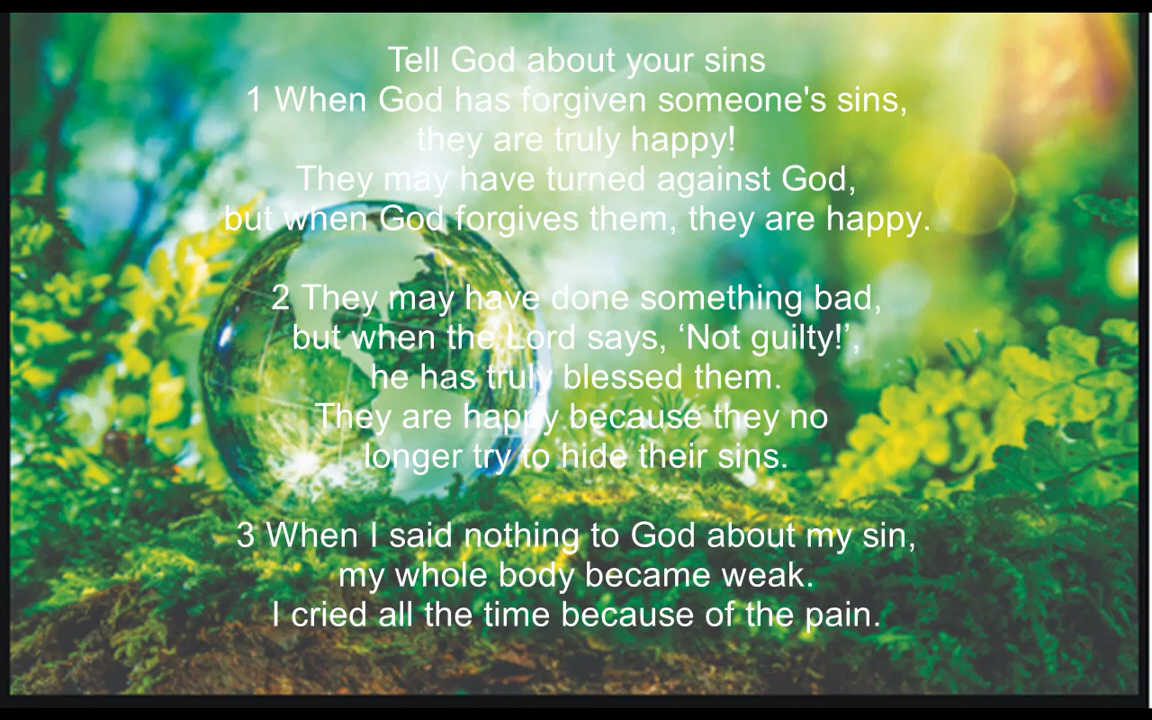 Tell God about your sins
1 When God has forgiven someone's sins,
they are truly happy!
They may have turned against God,
but when God forgives them, they are happy.
2 They may have done something bad,
but when the Lord says, ‘Not guilty!’,
he has truly blessed them.
They are happy because they no
longer try to hide their sins.
3 When I said nothing to God about my sin,
my whole body became weak.
I cried all the time because of the pain.